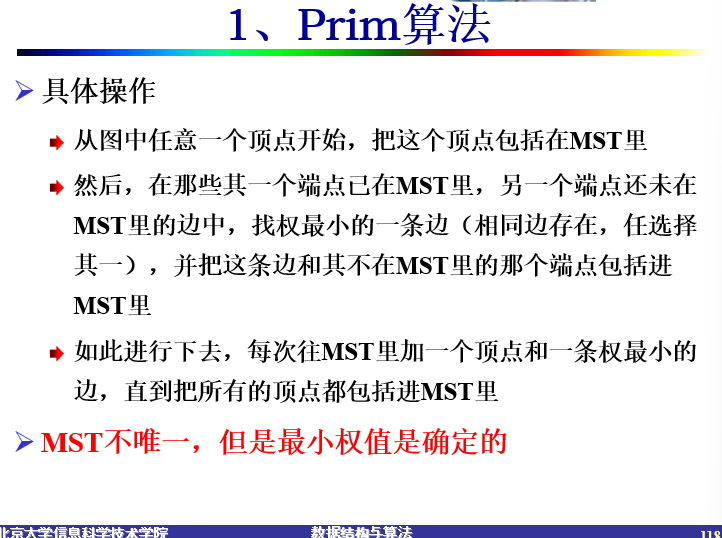 1、Prim算法
具体操作
从图中任意一个顶点开始，把这个顶点包括在MST里
然后，在那些其一个端点已在MST里，另一个端点还未在
MST里的边中，找权最小的一条边（相同边存在，任选择
其一），并把这条边和其不在MST里的那个端点包括进
MST里
如此进行下去，每次往MST里加一个顶点和一条权最小的
边，直到把所有的顶点都包括进MST里
MST不唯一，但是最小权值是确定的
北京大学信息科学技术学院 数据结构与算法 118